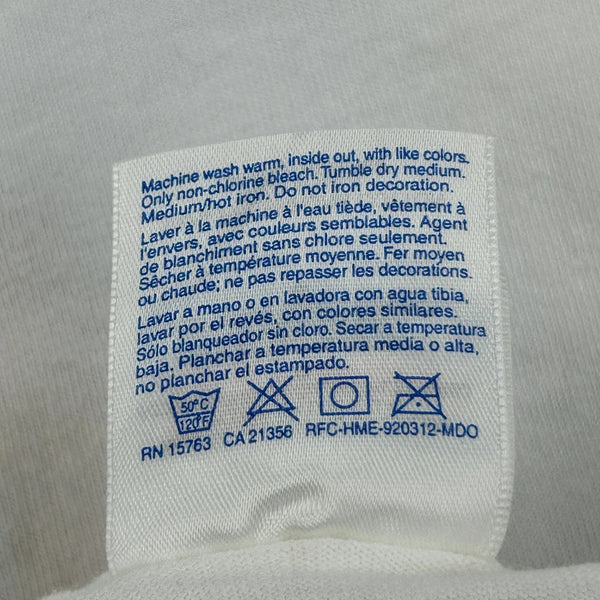 Machine wash warm, inside out, with like colors.
Only non-chlorine bleach. Tumble dry medium.
Medium/hot iron. Do not iron decoration.
Laver à la machine à l'eau tiède, vêtement à
l'envers, avec couleurs semblables. Agent
de blanchiment sans chlore seulement.
Sécher à température moyenne. Fer moyen
ou chaude; ne pas repasser les decorations.
Lavar a mano o en lavadora con agua tibia,
lavar por el revés, con colores similares.
Sólo blanqueador sin cloro. Secar a temperatura
baja. Planchar a temperatura media o alta,
no planchar el estampado.
50°C
120°F
RN 15763 CA 21356 RFC-HME-920312-MDO